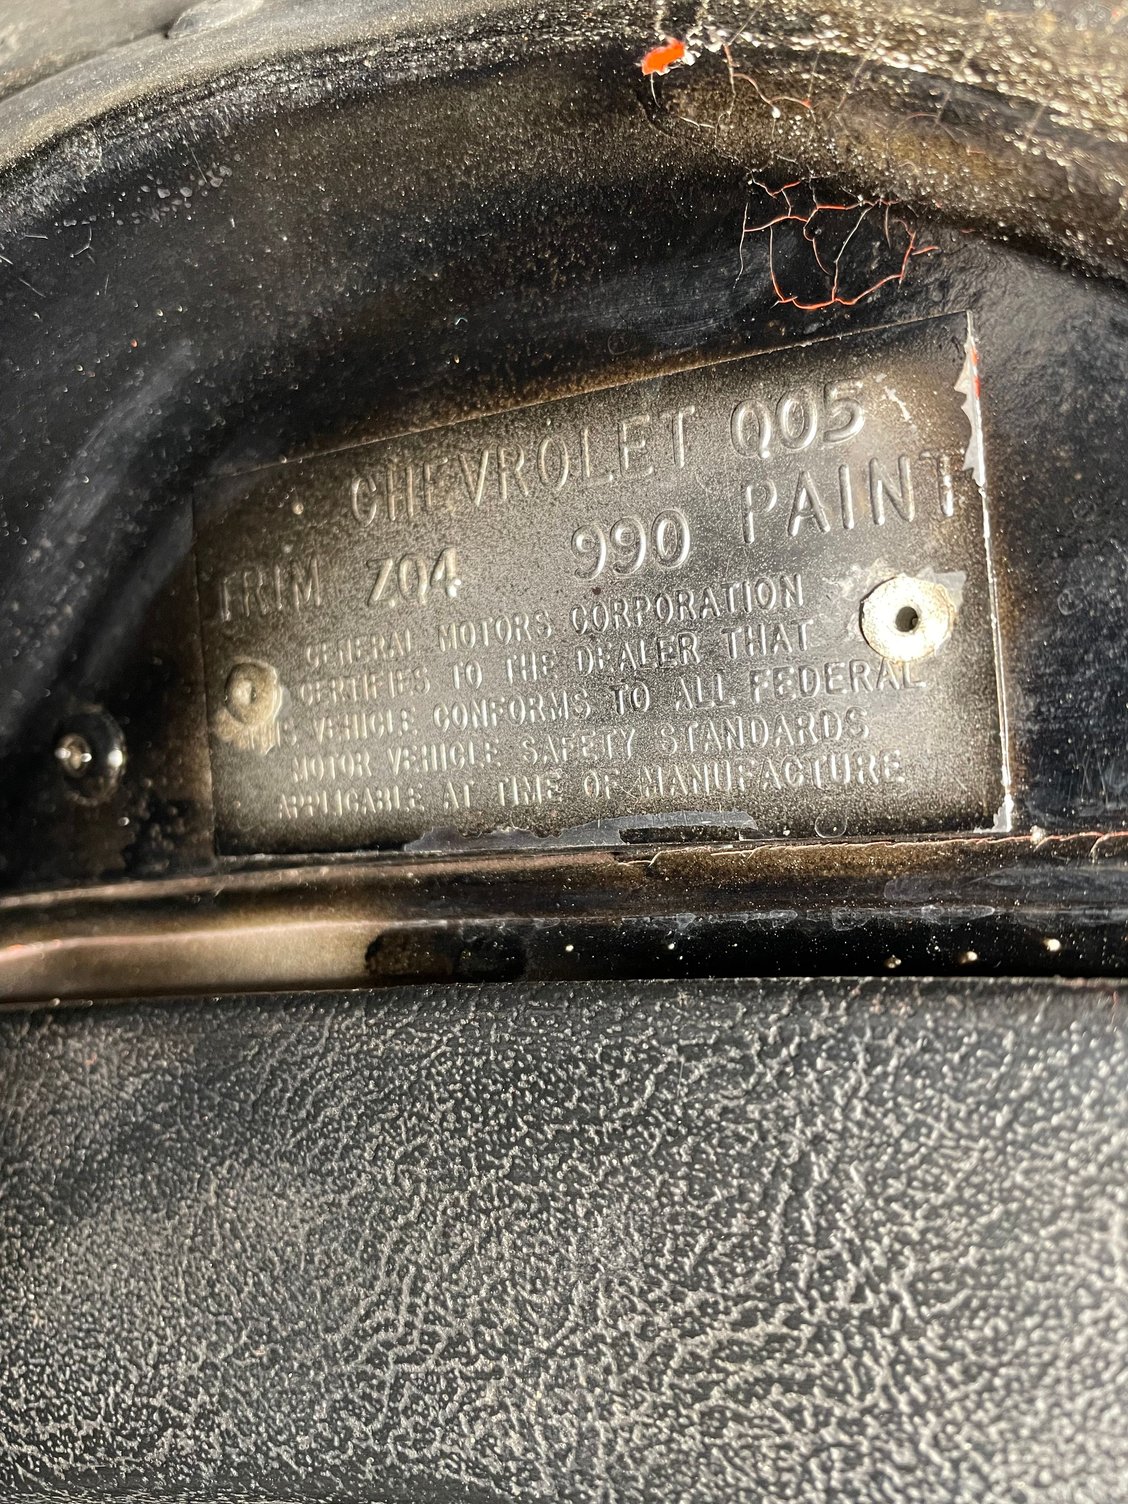 CHEVROLET Q05
TRIM ZQ4 990 PAINT
GENERAL MOTORS CORPORATION
CERTIFIES TO THE DEALER THAT
S VEHICLE CONFORMS TO ALL FEDERAL
MOTOR VEHICLE SAFETY STANDARDS
APPLICABLE AT TIME OF MANUFACTURE